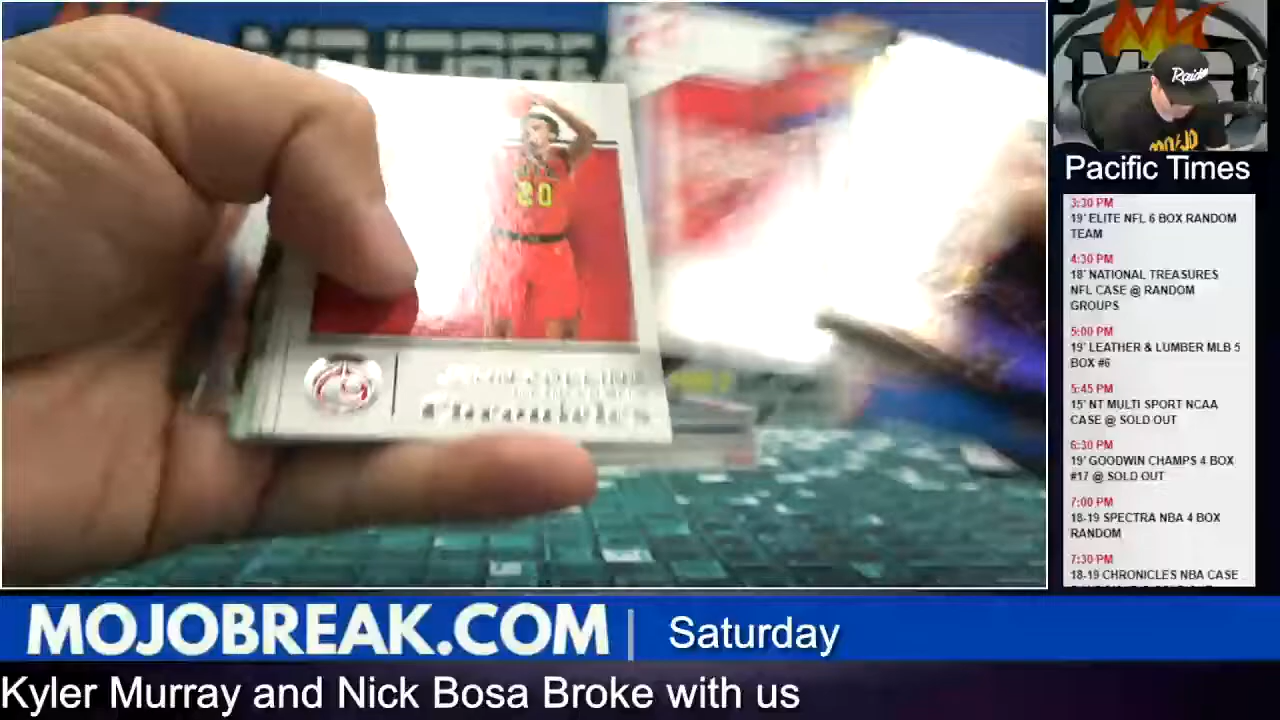 20
Raiders
MOJO
Pacific Times
3:30 PM
19' ELITE NFL 6 BOX RANDOM
TEAM
4:30 PM
18' NATIONAL TREASURES
NFL CASE @ RANDOM
GROUPS
5:00 PM
19' LEATHER & LUMBER MLB 5
BOX #6
5:45 PM
15' NT MULTI SPORT NCAA
CASE @ SOLD OUT
6:30 PM
19' GOODWIN CHAMPS 4 BOX
#17 @ SOLD OUT
7:00 PM
18-19 SPECTRA NBA 4 BOX
RANDOM
7:30 PM
18-19 CHRONICLES NBA CASE
MOJOBREAK.COM
Saturday
Kyler Murray and Nick Bosa Broke with us